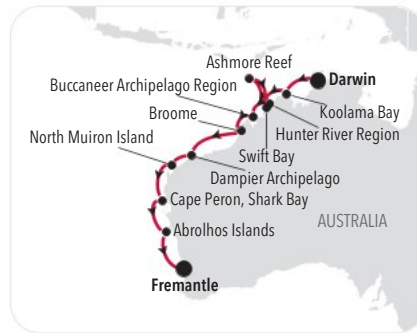 Ashmore Reef
Darwin
Buccaneer Archipelago Region
Koolama Bay
Broome
Hunter River Region
North Muiron Island
Swift Bay
Dampier Archipelago
Cape Peron, Shark Bay
AUSTRALIA
Abrolhos Islands
Fremantle